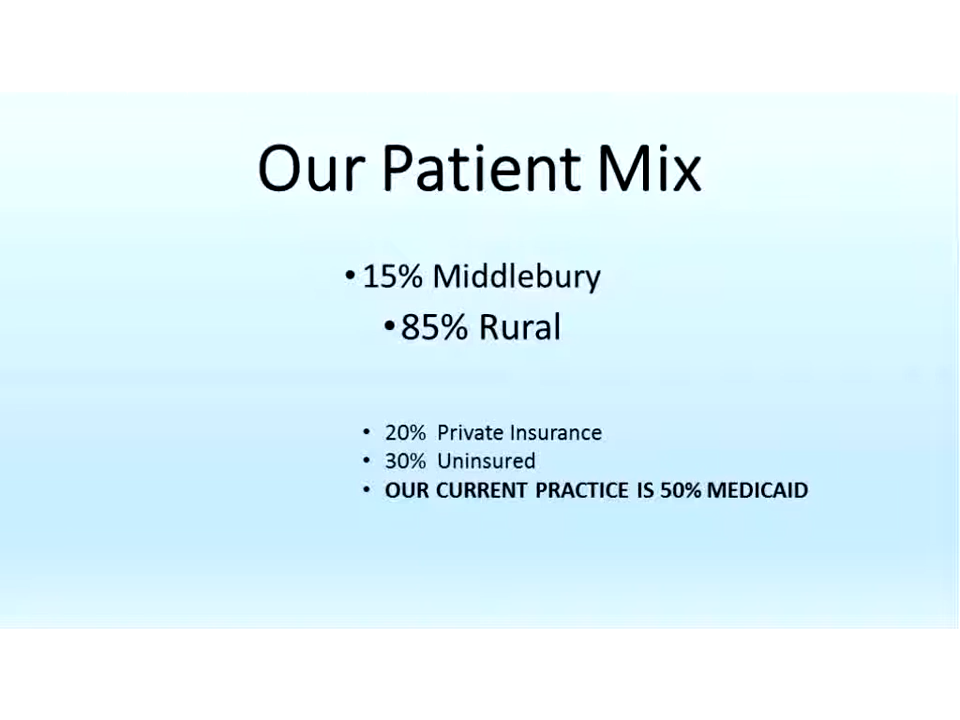 Our Patient Mix
• 15% Middlebury
• 85% Rural
• 20% Private Insurance
• 30% Uninsured
• OUR CURRENT PRACTICE IS 50% MEDICAID